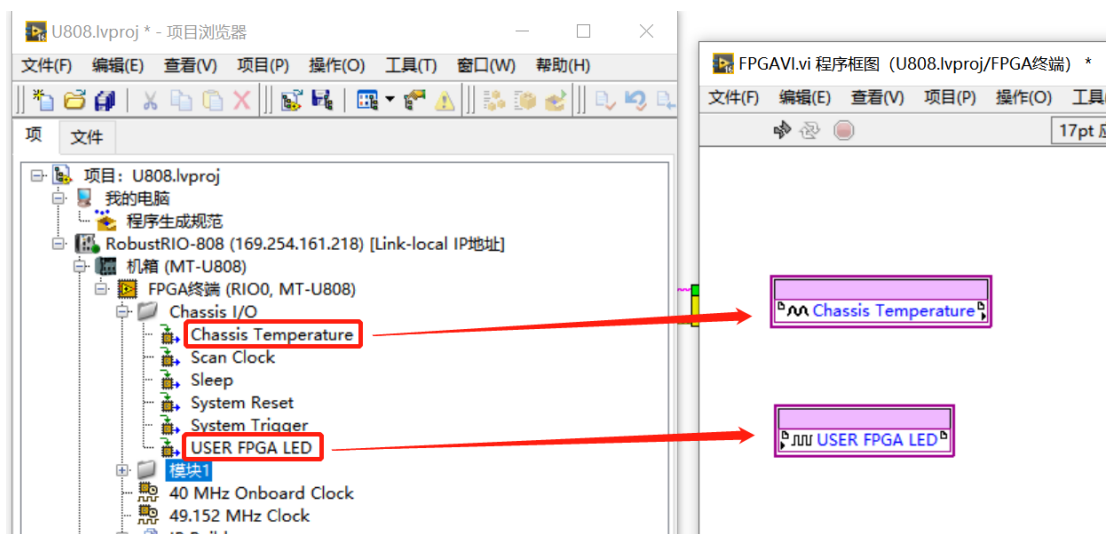 U808.lvproj * - 项目浏览器
文件(F) 编辑(E) 查看(V) 项目(P) 操作(O) 工具(T) 窗口(W) 帮助(H)
项 文件
项目：U808.lvproj
我的电脑
程序生成规范
RobustRIO-808 (169.254.161.218) [Link-local IP地址]
机箱 (MT-U808)
FPGA终端 (RIO0, MT-U808)
Chassis I/O
Chassis Temperature
Scan Clock
Sleep
System Reset
System Trigger
USER FPGA LED
模块1
40 MHz Onboard Clock
49.152 MHz Clock
FPGAVI.vi 程序框图（U808.lvproj/FPGA终端） *
文件(F) 编辑(E) 查看(V) 项目(P) 操作(O) 工具
17pt 应
Chassis Temperature
USER FPGA LED